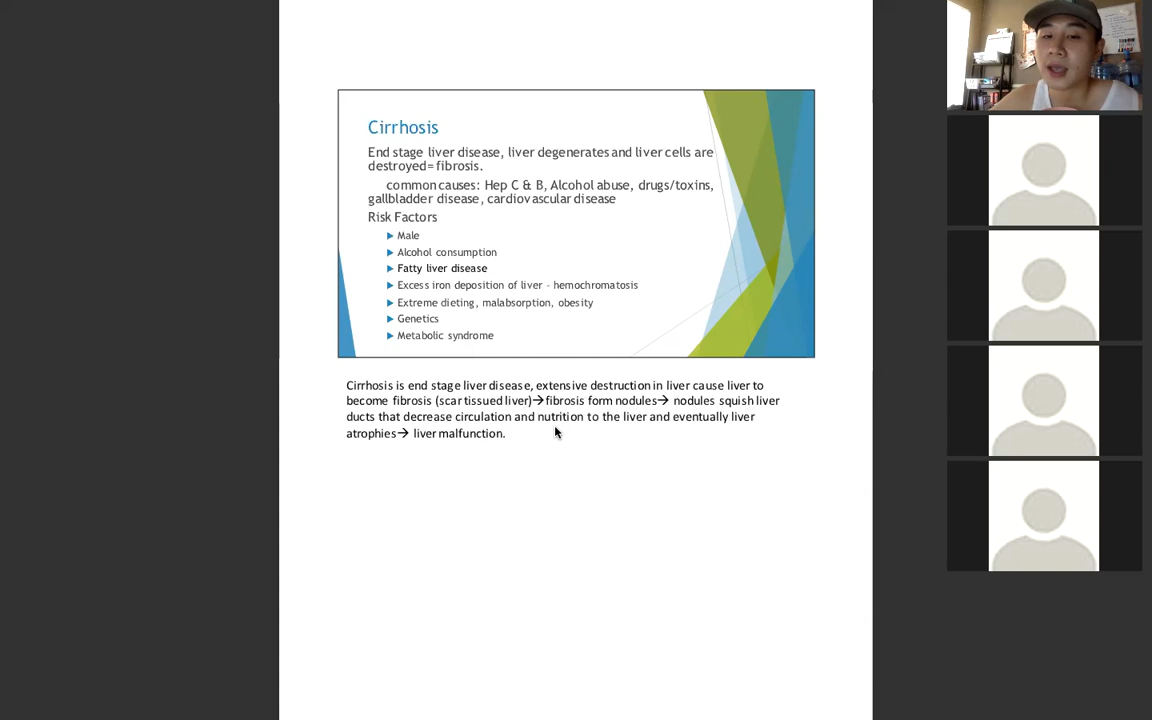 Cirrhosis
End stage liver disease, liver degenerates and liver cells are
destroyed= fibrosis.
common causes: Hep C & B, Alcohol abuse, drugs/toxins,
gallbladder disease, cardiovascular disease
Risk Factors
Male
Alcohol consumption
Fatty liver disease
Excess iron deposition of liver - hemochromatosis
Extreme dieting, malabsorption, obesity
Genetics
Metabolic syndrome
Cirrhosis is end stage liver disease, extensive destruction in liver cause liver to
become fibrosis (scar tissued liver)→fibrosis form nodules→ nodules squish liver
ducts that decrease circulation and nutrition to the liver and eventually liver
atrophies→ liver malfunction.